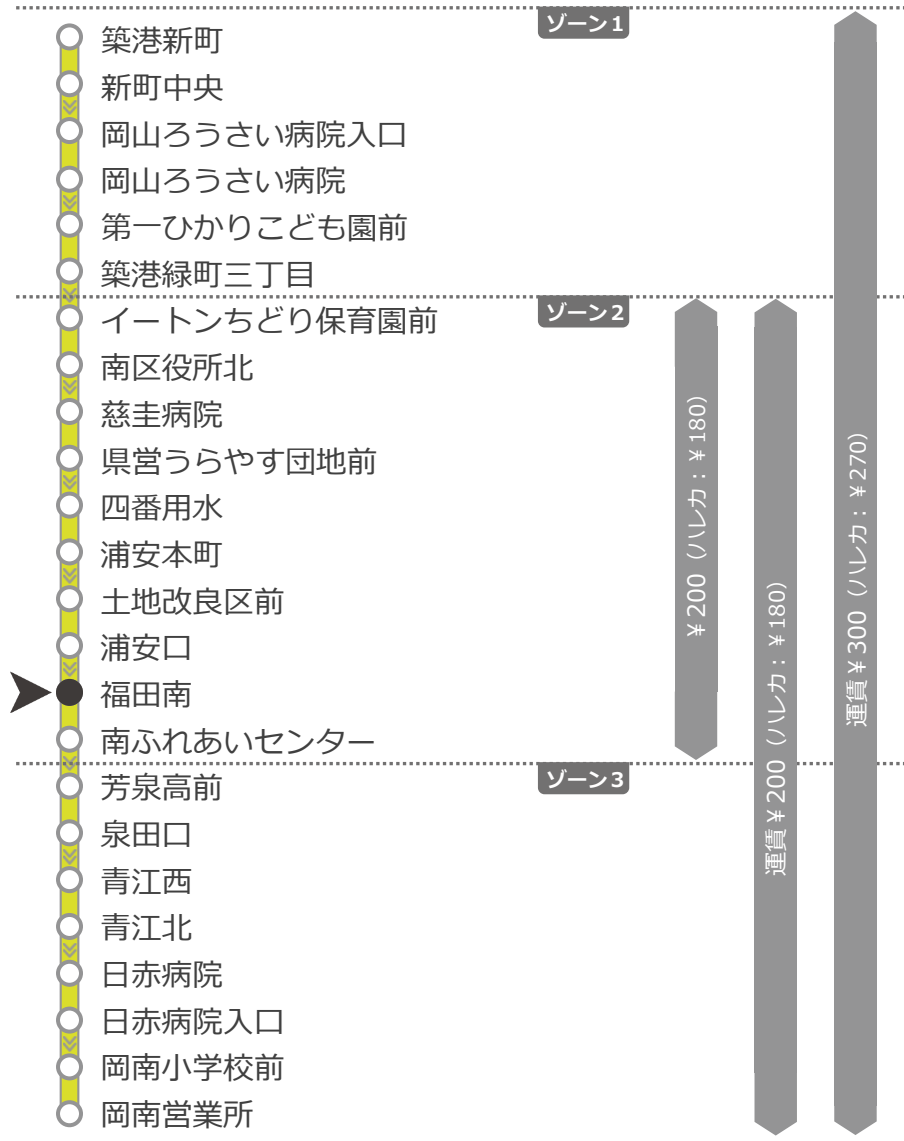 ゾーン1
築港新町
新町中央
岡山ろうさい病院入口
岡山ろうさい病院
第一ひかりこども園前
築港緑町三丁目
ゾーン2
イートンちどり保育園前
南区役所北
慈圭病院
県営うらやす団地前
四番用水
浦安本町
土地改良区前
浦安口
福田南
南ふれあいセンター
ゾーン3
芳泉高前
泉田口
青江西
青江北
日赤病院
日赤病院入口
岡南小学校前
岡南営業所
¥200(ハレカ:¥180)
運賃¥200(ハレカ:¥180)
運賃¥300(ハレカ:¥270)